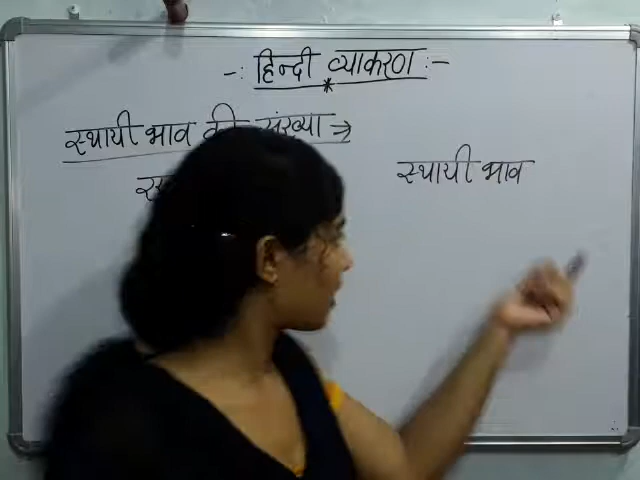 -: हिन्दी व्याकरण :-
*
स्थायी भाव की संख्या →
स्थायी भाव